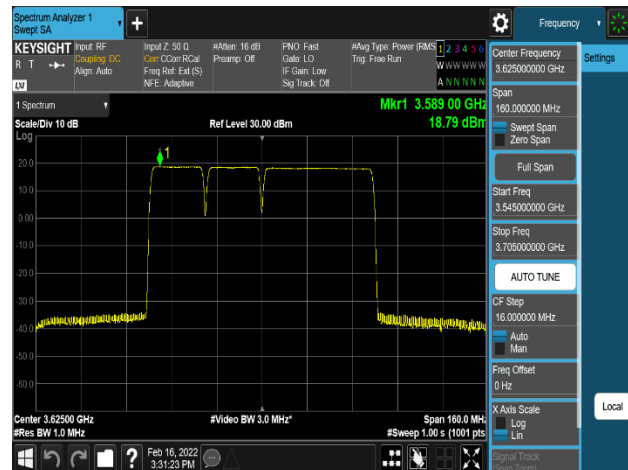 Spectrum Analyzer 1
Swept SA
Frequency
KEYSIGHT
R T
LXI
Input: RF
Coupling: DC
Align: Auto
Input Z: 50 Ω
Corr CCorr RCal
Freq Ref: Ext (S)
NFE: Adaptive
#Atten: 16 dB
Preamp: Off
PNO: Fast
Gate: LO
IF Gain: Low
Sig Track: Off
#Avg Type: Power (RMS
Trig: Free Run
1 2 3 4 5 6
W W W W W W
A N N N N N
1 Spectrum
Scale/Div 10 dB
Log
Ref Level 30.00 dBm
Mkr1 3.589 00 GHz
18.79 dBm
1
20.0
10.0
0.00
-10.0
-20.0
-30.0
-40.0
-50.0
-60.0
Center 3.62500 GHz
#Res BW 1.0 MHz
#Video BW 3.0 MHz*
Span 160.0 MHz
#Sweep 1.00 s (1001 pts
Feb 16, 2022
3:31:23 PM
Center Frequency
3.625000000 GHz
Span
160.000000 MHz
Swept Span
Zero Span
Full Span
Start Freq
3.545000000 GHz
Stop Freq
3.705000000 GHz
AUTO TUNE
CF Step
16.000000 MHz
Auto
Man
Freq Offset
0 Hz
X Axis Scale
Log
Lin
Signal Track
(Span Zoom)
Settings
Local